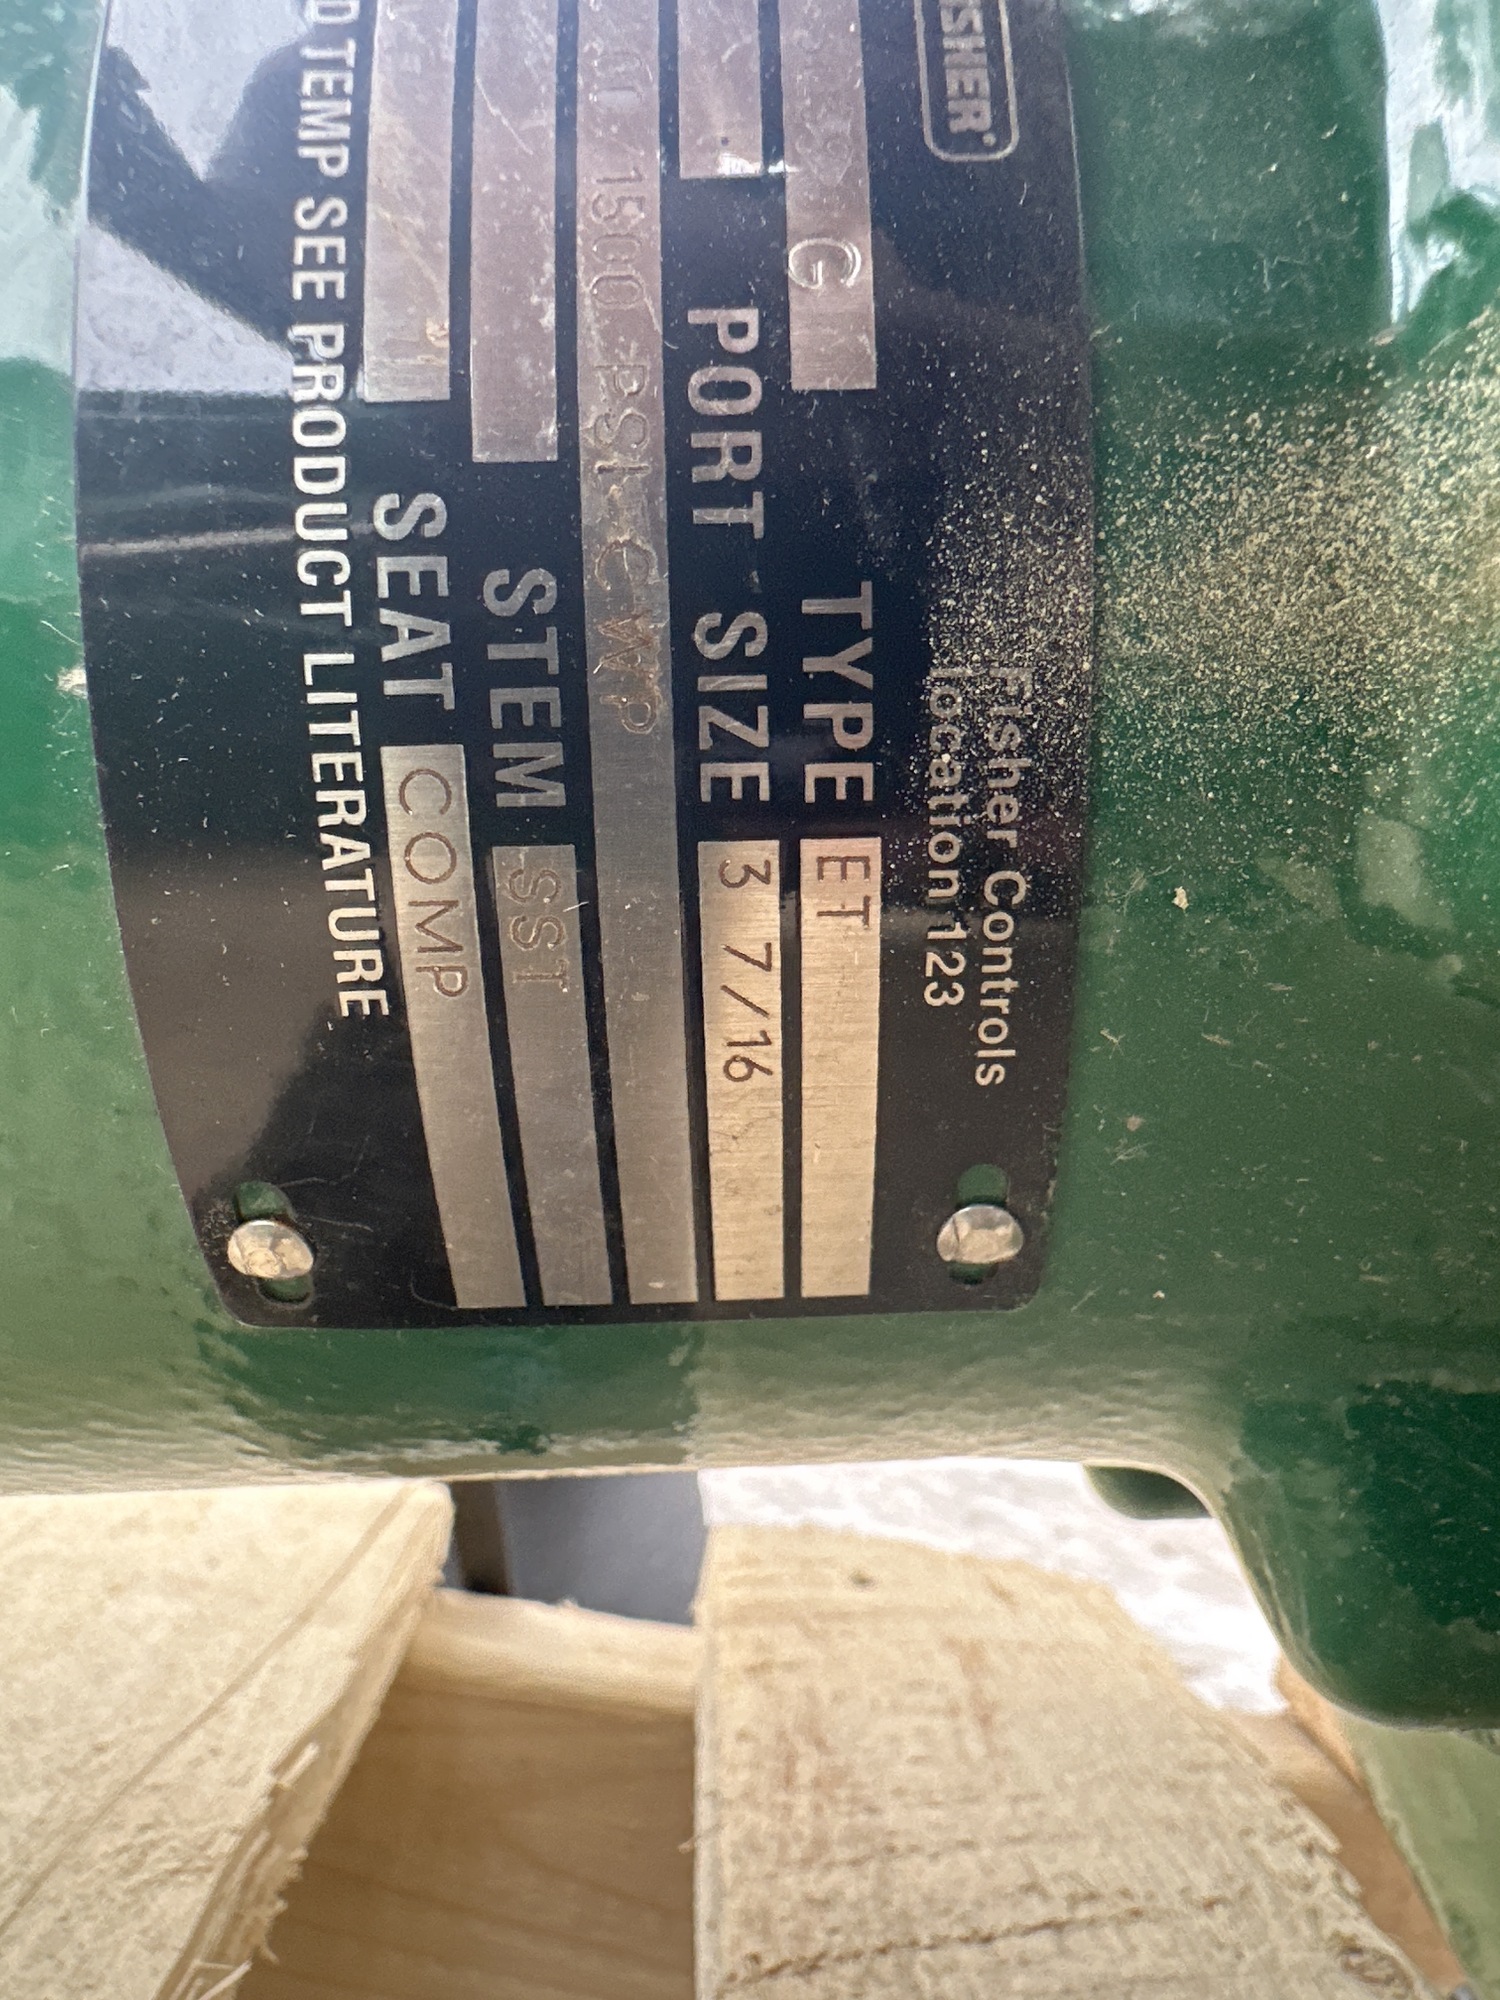 FISHER®
Fisher Controls
location 123
G TYPE ET
PORT SIZE 3 7/16
1500 PSI CWP
STEM SST
SEAT COMP
TEMP SEE PRODUCT LITERATURE